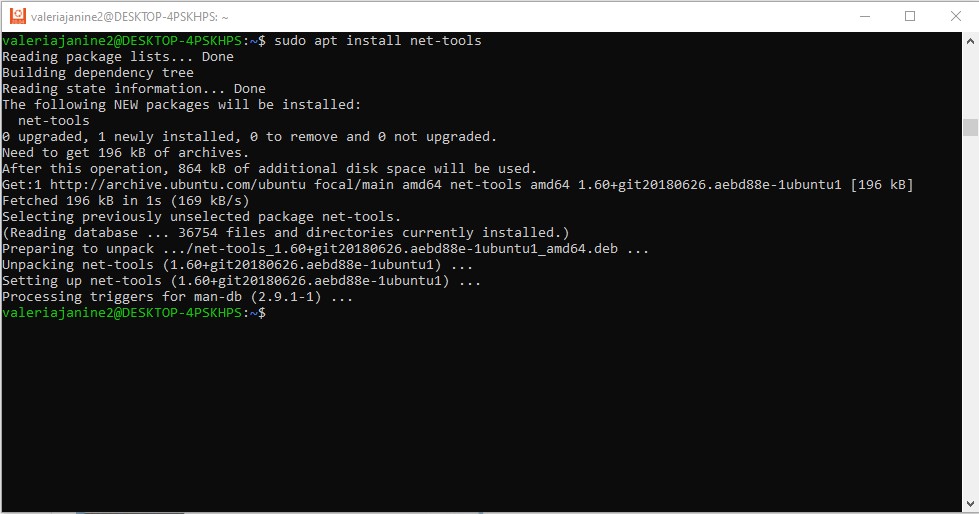 valeriajanine2@DESKTOP-4PSKHPS: ~
valeriajanine2@DESKTOP-4PSKHPS:~$ sudo apt install net-tools
Reading package lists... Done
Building dependency tree
Reading state information... Done
The following NEW packages will be installed:
  net-tools
0 upgraded, 1 newly installed, 0 to remove and 0 not upgraded.
Need to get 196 kB of archives.
After this operation, 864 kB of additional disk space will be used.
Get:1 http://archive.ubuntu.com/ubuntu focal/main amd64 net-tools amd64 1.60+git20180626.aebd88e-1ubuntu1 [196 kB]
Fetched 196 kB in 1s (169 kB/s)
Selecting previously unselected package net-tools.
(Reading database ... 36754 files and directories currently installed.)
Preparing to unpack .../net-tools_1.60+git20180626.aebd88e-1ubuntu1_amd64.deb ...
Unpacking net-tools (1.60+git20180626.aebd88e-1ubuntu1) ...
Setting up net-tools (1.60+git20180626.aebd88e-1ubuntu1) ...
Processing triggers for man-db (2.9.1-1) ...
valeriajanine2@DESKTOP-4PSKHPS:~$